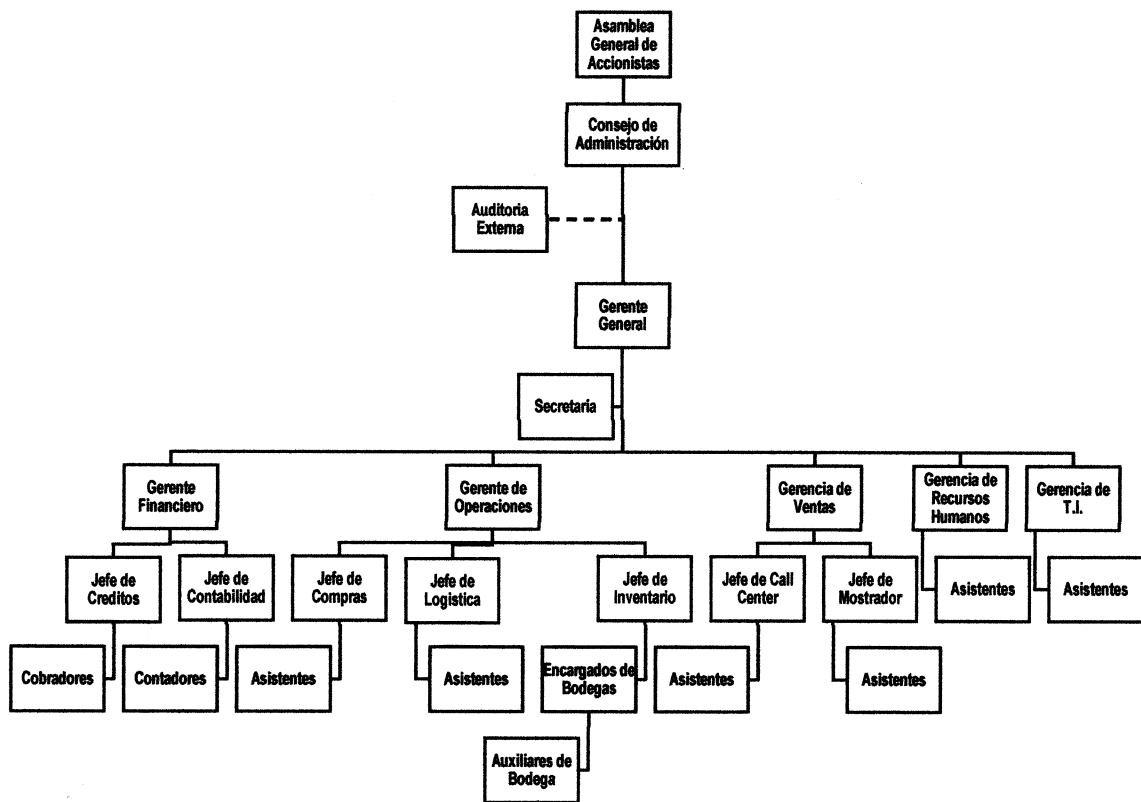 Asamblea
General de
Accionistas
Consejo de
Administración
Auditoria
Externa
Gerente
General
Secretaria
Gerente
Financiero
Gerente de
Operaciones
Gerencia de
Ventas
Gerencia de
Recursos
Humanos
Gerencia de
T.I.
Jefe de
Creditos
Jefe de
Contabilidad
Jefe de
Compras
Jefe de
Logistica
Jefe de
Inventario
Jefe de Call
Center
Jefe de
Mostrador
Asistentes
Asistentes
Cobradores
Contadores
Asistentes
Asistentes
Encargados de
Bodegas
Asistentes
Asistentes
Auxiliares de
Bodega